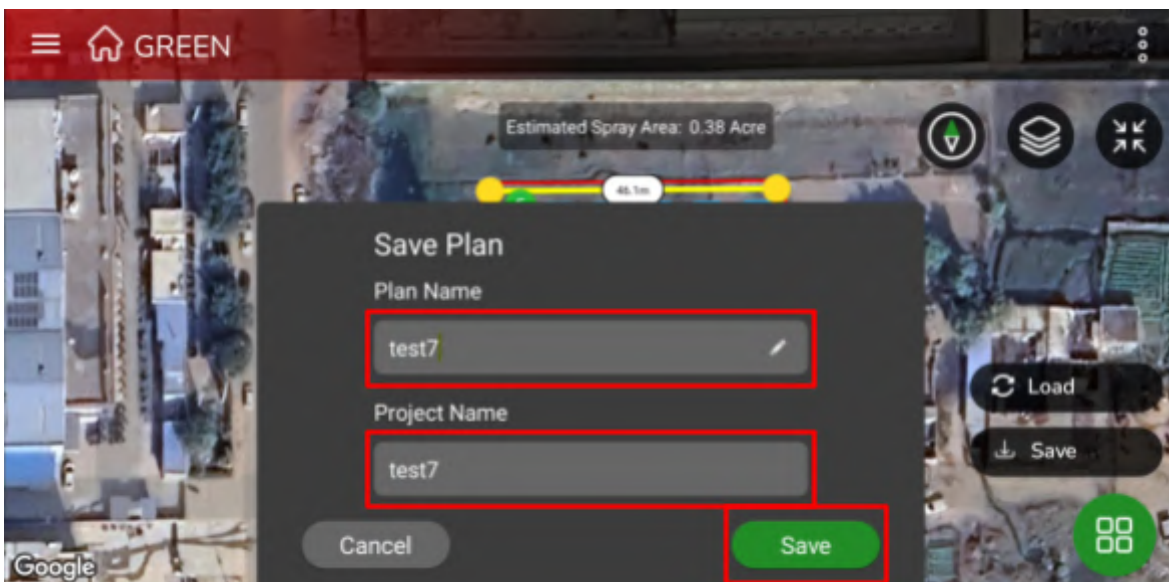 GREEN
Estimated Spray Area: 0.38 Acre
46.1m
Save Plan
Plan Name
test7
Project Name
test7
Load
Save
Cancel
Save
Google